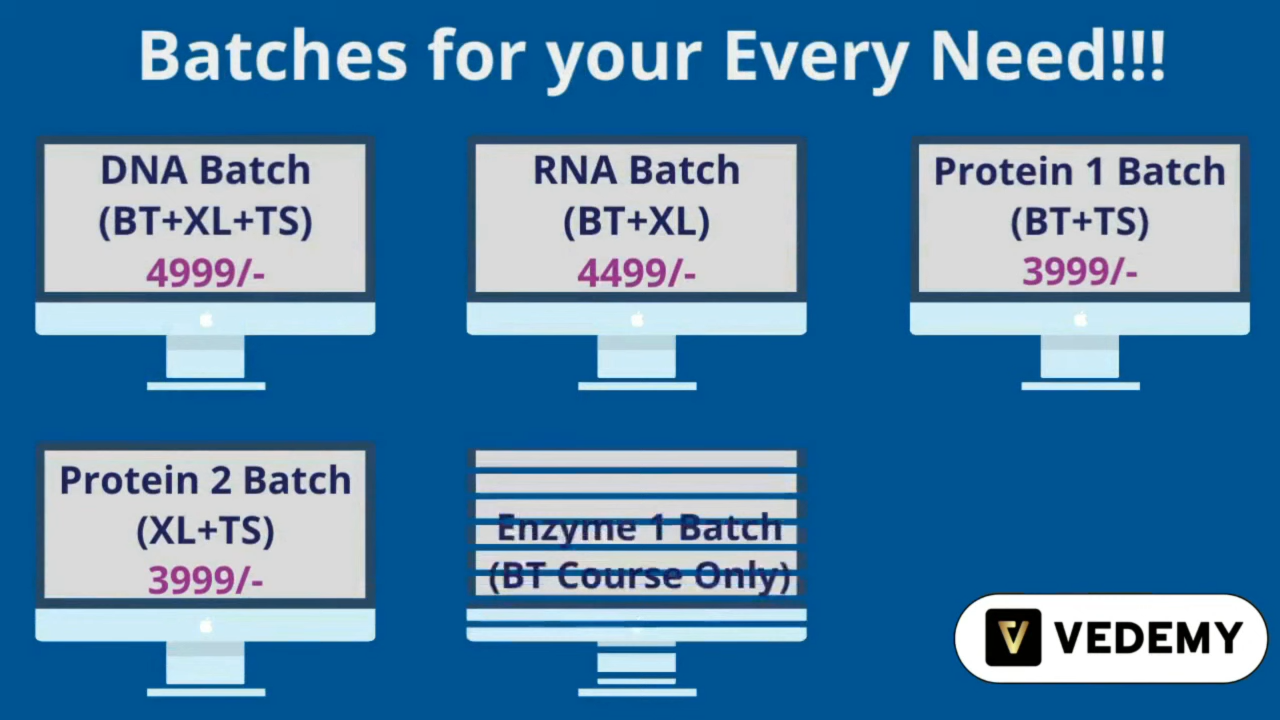 Batches for your Every Need!!!
DNA Batch
(BT+XL+TS)
4999/-
RNA Batch
(BT+XL)
4499/-
Protein 1 Batch
(BT+TS)
3999/-
Protein 2 Batch
(XL+TS)
3999/-
Enzyme 1 Batch
(BT Course Only)
VEDEMY